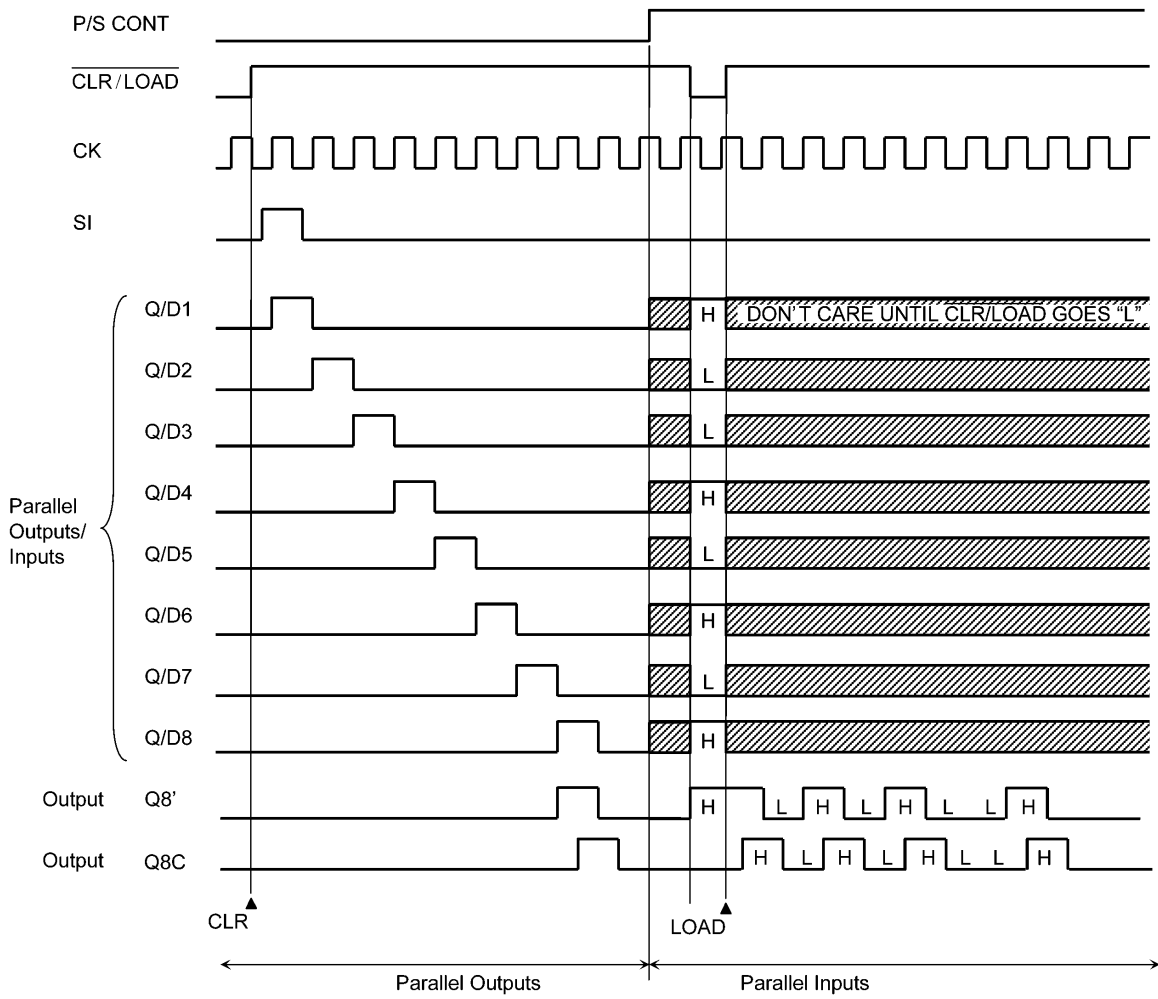 P/S CONT
CLR/LOAD
CK
SI
Parallel
Outputs/
Inputs
Q/D1 H DON'T CARE UNTIL CLR/LOAD GOES “L”
Q/D2 L
Q/D3 L
Q/D4 H
Q/D5 L
Q/D6 H
Q/D7 L
Q/D8 H
Output Q8’ H L H L H L L H
Output Q8C H L H L H L L H
CLR LOAD
Parallel Outputs Parallel Inputs